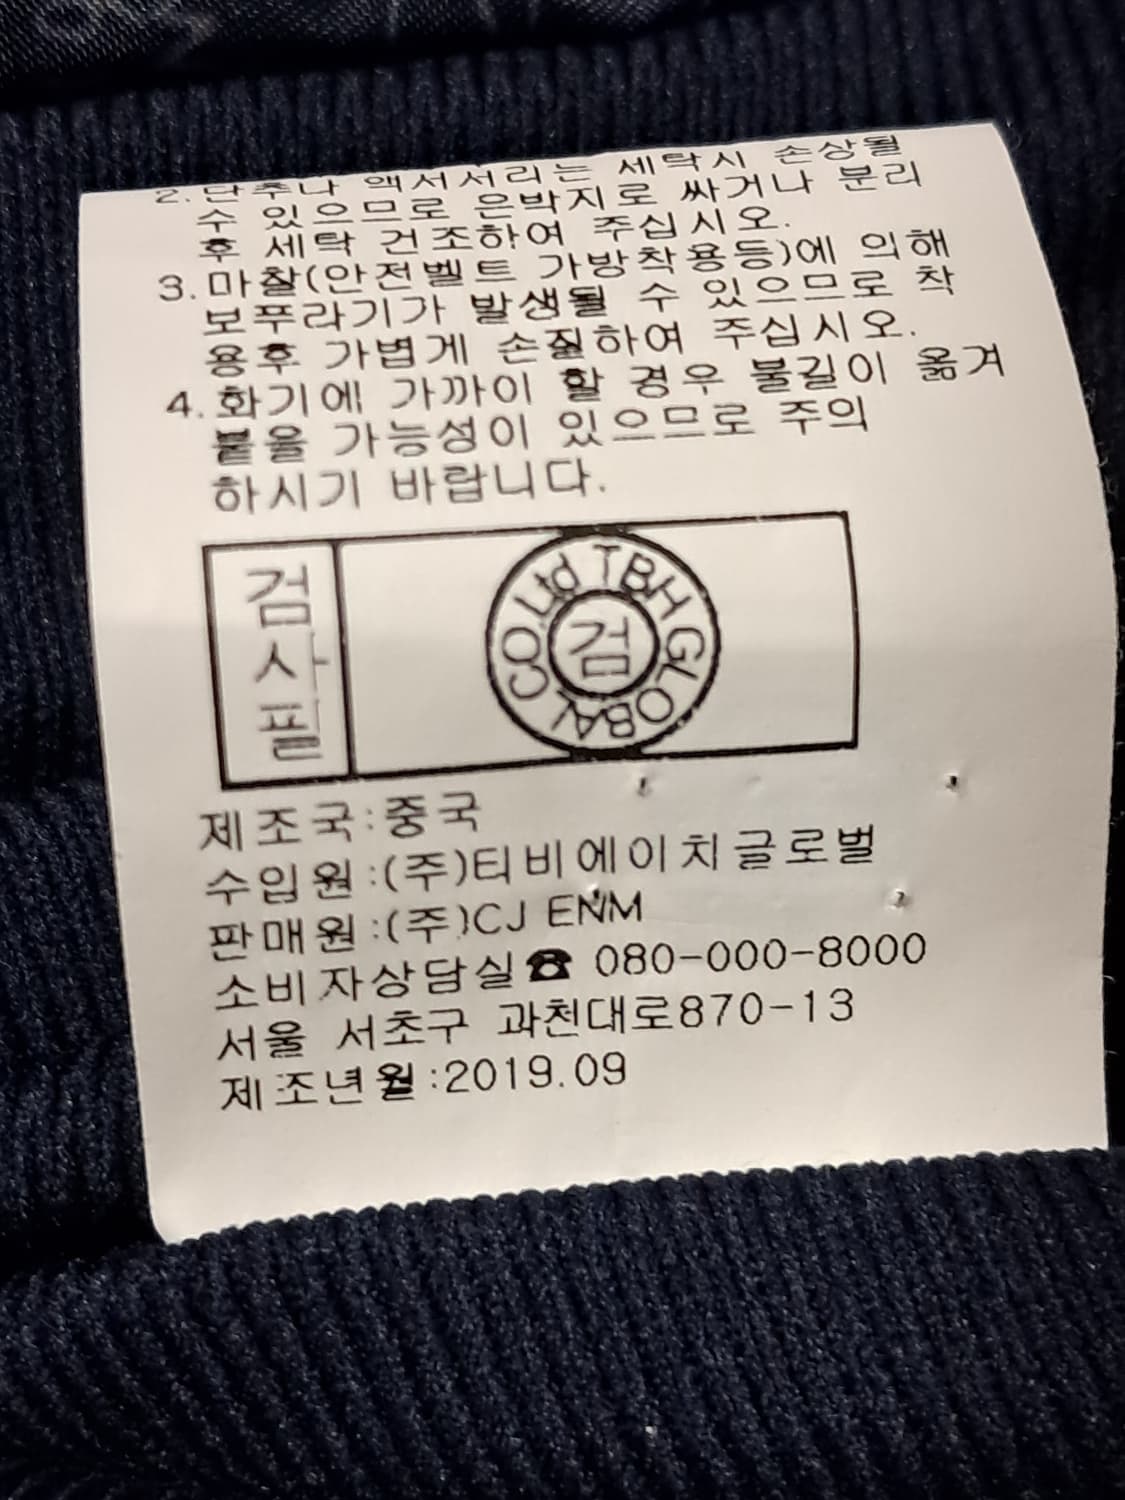 2.단추나 액서서리는 세탁시 손상될
수 있으므로 은박지로 싸거나 분리
후 세탁 건조하여 주십시오.
3.마찰(안전벨트 가방착용등)에 의해
보푸라기가 발생될 수 있으므로 착
용후 가볍게 손질하여 주십시오.
4.화기에 가까이 할 경우 불길이 옮겨
붙을 가능성이 있으므로 주의
하시기 바랍니다.
검사필
TBH GLOBAL CO.Ltd
검
제조국:중국
수입원:(주)티비에이치글로벌
판매원:(주)CJ ENM
소비자상담실☎ 080-000-8000
서울 서초구 과천대로870-13
제조년월:2019.09